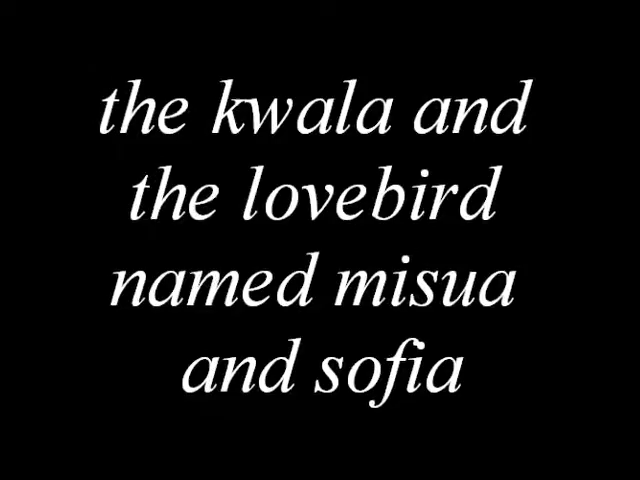 the kwala and
the lovebird
named misua
and sofia